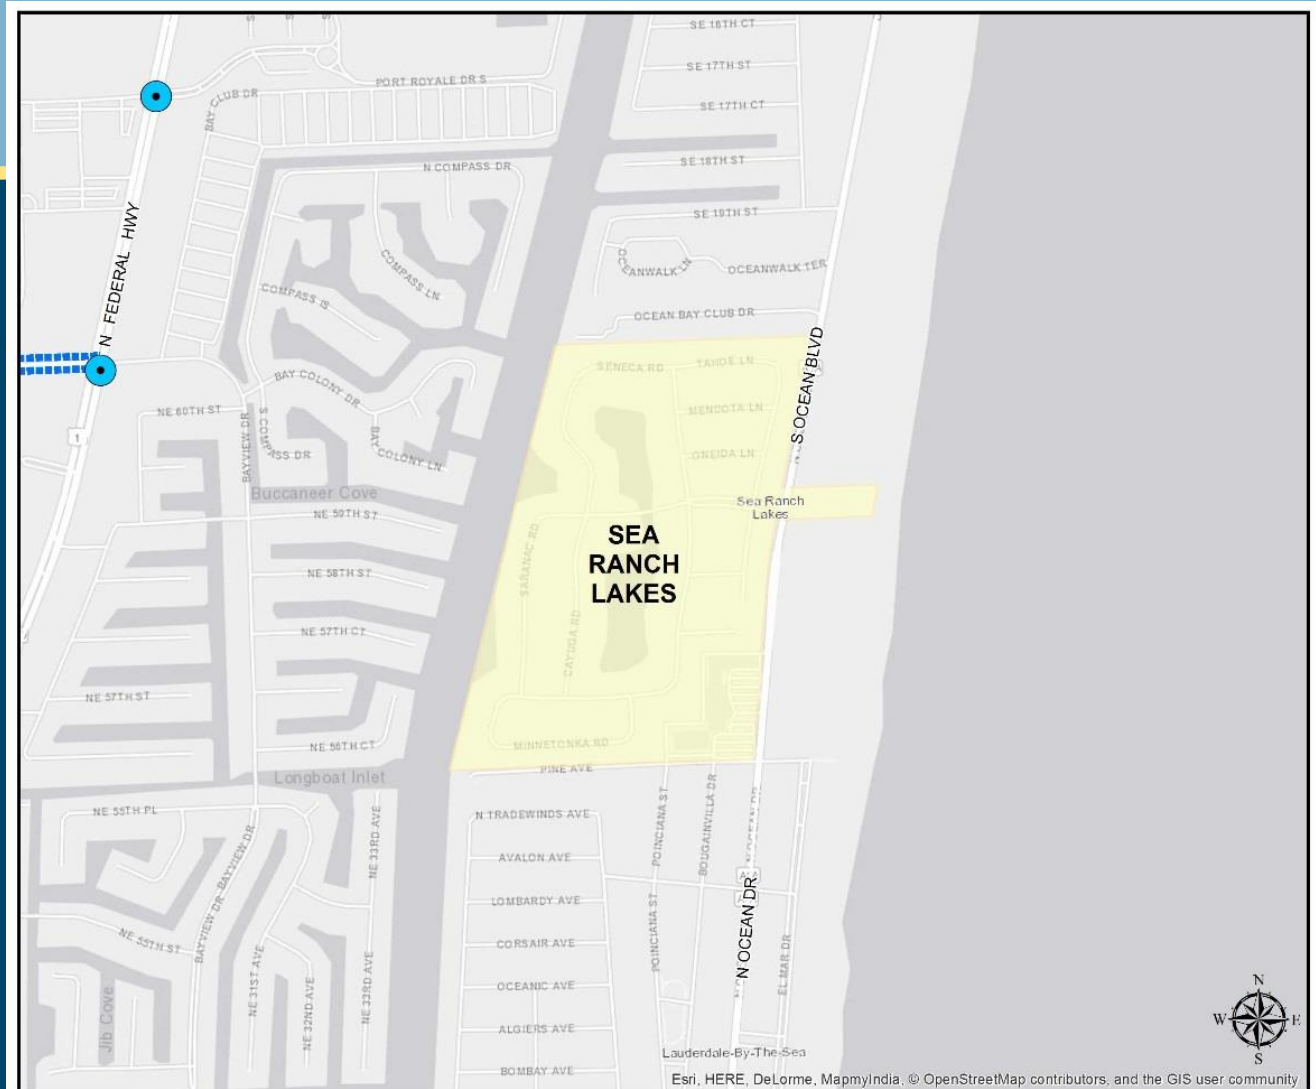 SE 16TH CT
SE 17TH ST
PORT ROYALE DR S
BAY CLUB DR
SE 17TH CT
SE 18TH ST
N COMPASS DR
SE 19TH ST
N FEDERAL HWY
COMPASS LN
OCEANWALK LN
OCEANWALK TER
COMPASS IS
OCEAN BAY CLUB DR
SENECA RD
TAHOE LN
S OCEAN BLVD
BAY COLONY DR
NE 60TH ST
MENDOTA LN
1
S COMPASS DR
BAYVIEW DR
BAY COLONY LN
ONEIDA LN
Buccaneer Cove
Sea Ranch
Lakes
NE 59TH ST
SEA
RANCH
LAKES
SARANAC RD
NE 58TH ST
NE 57TH CT
CAYUGA RD
NE 57TH ST
NE 56TH CT
MINNETONKA RD
PINE AVE
Longboat Inlet
NE 55TH PL
N TRADEWINDS AVE
POINCIANA ST
BOUGAINVILLA DR
N OCEAN DR
NE 33RD AVE
BAYVIEW DR
AVALON AVE
LOMBARDY AVE
N OCEAN DR
BAYVIEW DR
NE 55TH ST
CORSAIR AVE
POINCIANA ST
EL MAR DR
NE 31ST AVE
NE 32ND AVE
NE 33RD AVE
OCEANIC AVE
Jib Cove
ALGIERS AVE
Lauderdale-By-The-Sea
BOMBAY AVE
N
W
E
S
Esri, HERE, DeLorme, MapmyIndia, © OpenStreetMap contributors, and the GIS user community